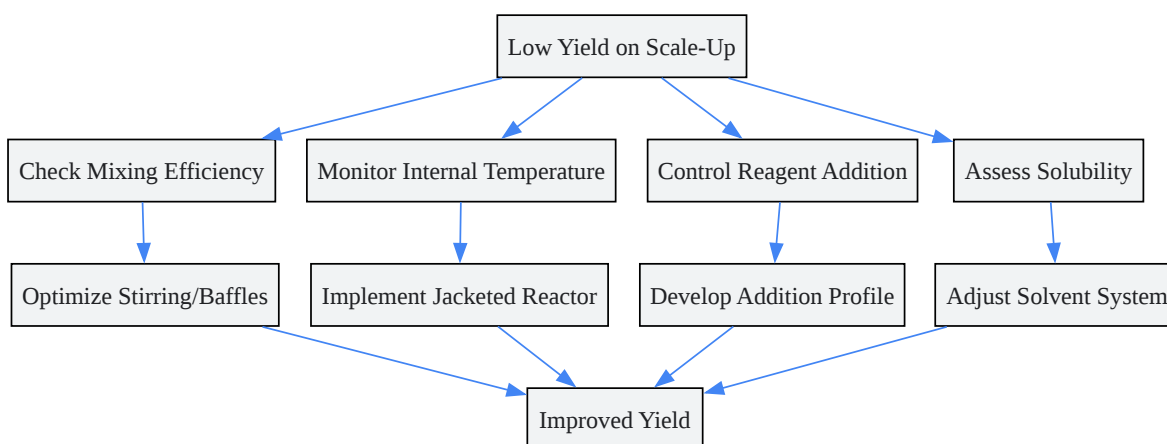 Low Yield on Scale-Up
Check Mixing Efficiency
Monitor Internal Temperature
Control Reagent Addition
Assess Solubility
Optimize Stirring/Baffles
Implement Jacketed Reactor
Develop Addition Profile
Adjust Solvent System
Improved Yield